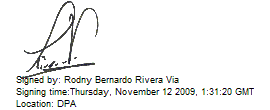 Signed by: Rodny Bernardo Rivera Via
Signing time:Thursday, November 12 2009, 1:31:20 GMT
Location: DPA